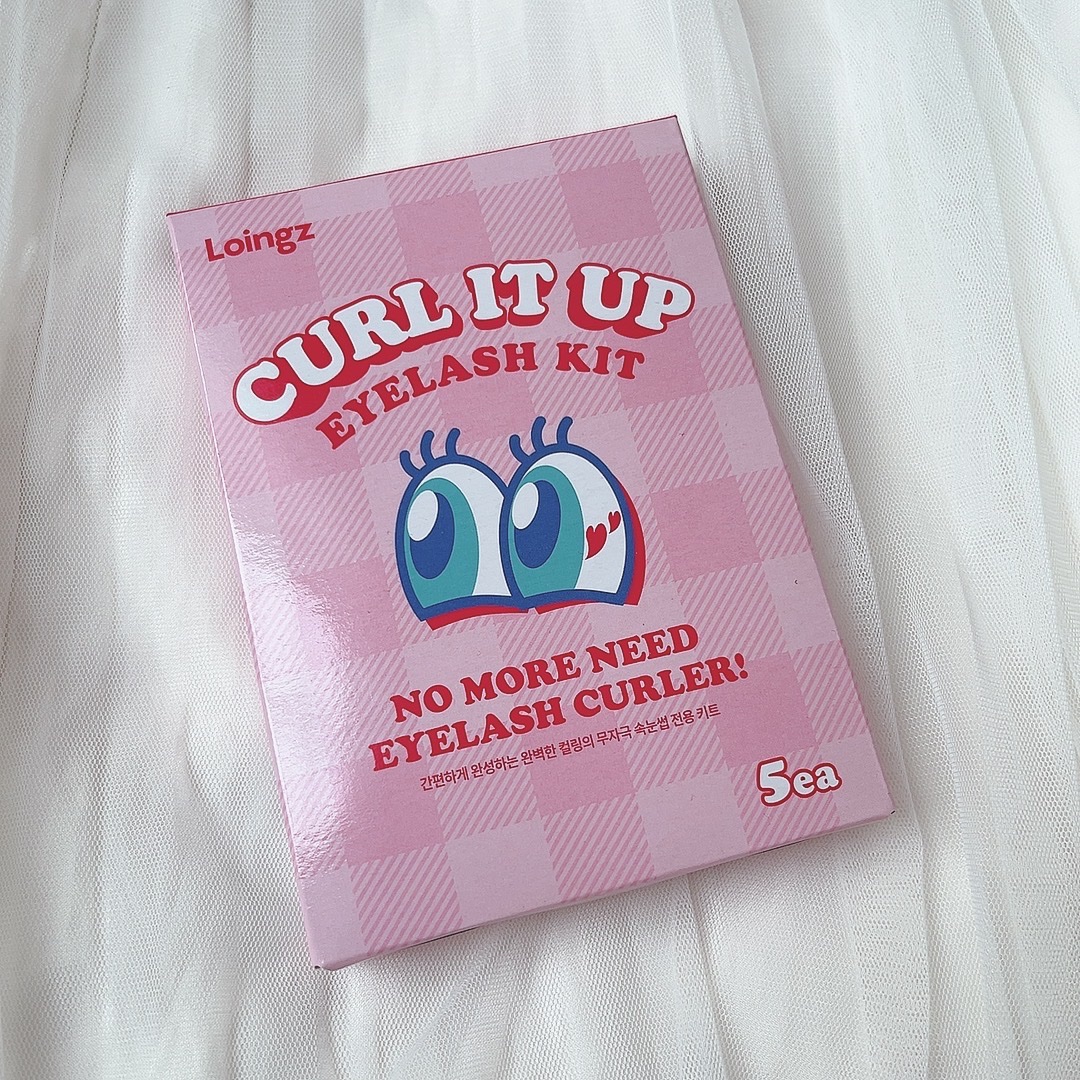 Loingz
CURL IT UP
EYELASH KIT
NO MORE NEED
EYELASH CURLER!
간편하게 완성하는 완벽한 컬링의 무자극 속눈썹 전용 키트
5ea